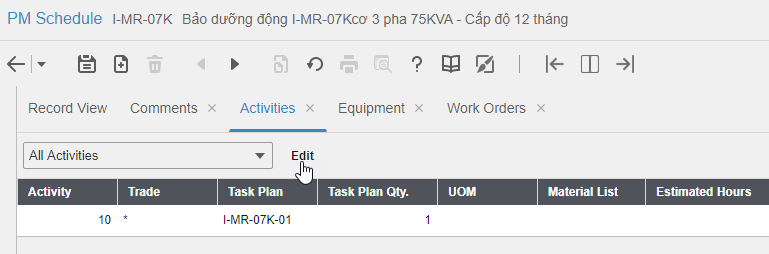 PM Schedule I-MR-07K Bảo dưỡng động I-MR-07Kcơ 3 pha 75KVA - Cấp độ 12 tháng
Record View Comments Activities Equipment Work Orders
All Activities Edit
Activity Trade Task Plan Task Plan Qty. UOM Material List Estimated Hours
10 * I-MR-07K-01 1